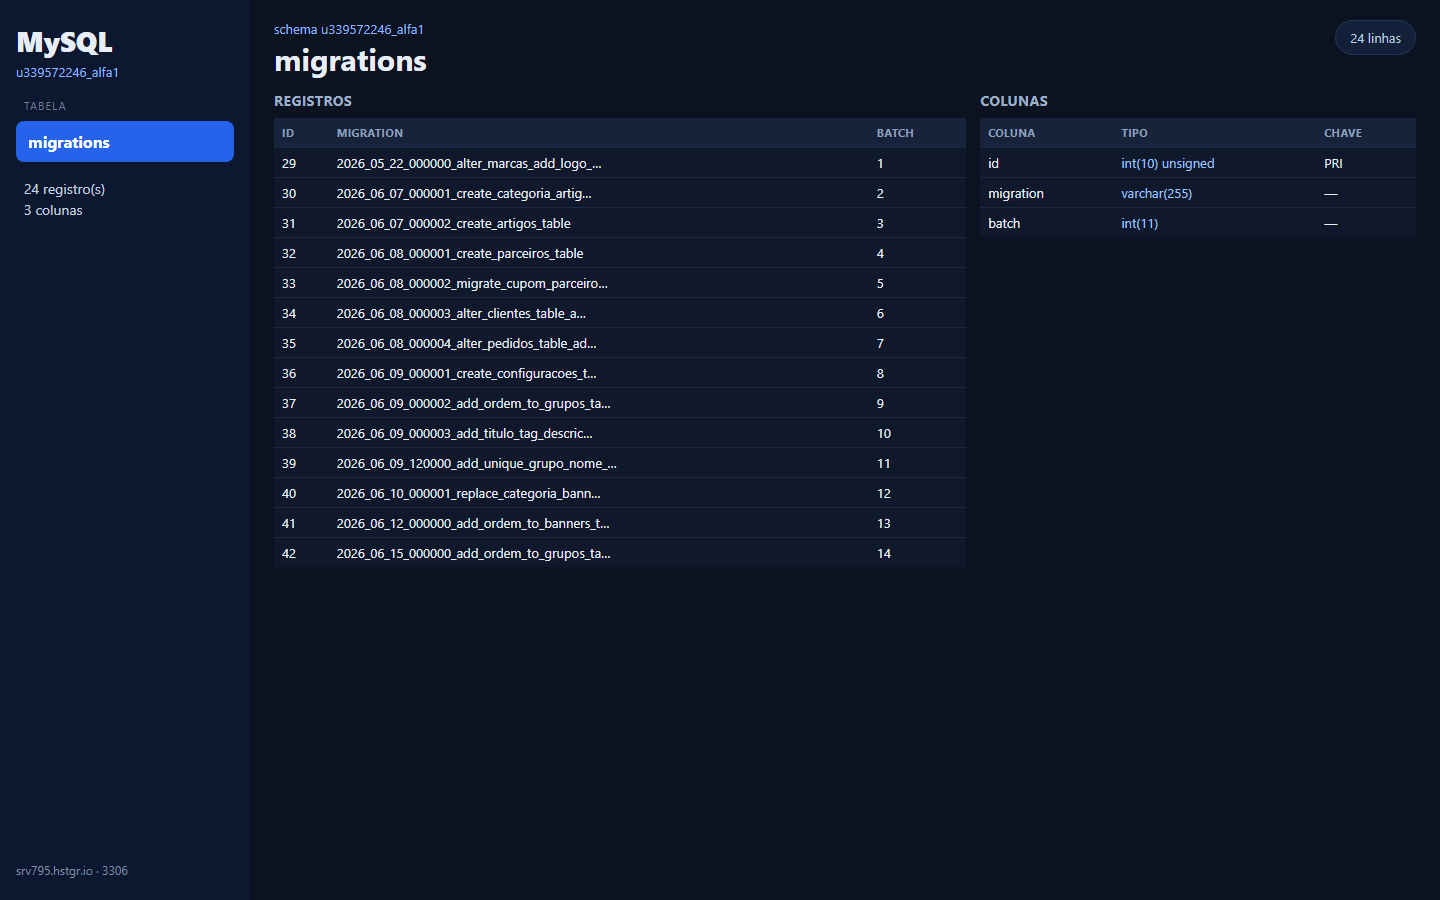 MySQL
u339572246_alfa1
TABELA
migrations
24 registro(s)
3 colunas
srv795.hstgr.io · 3306
schema u339572246_alfa1
migrations
24 linhas
REGISTROS
ID MIGRATION BATCH
29 2026_05_22_000000_alter_marcas_add_logo_... 1
30 2026_06_07_000001_create_categoria_artig... 2
31 2026_06_07_000002_create_artigos_table 3
32 2026_06_08_000001_create_parceiros_table 4
33 2026_06_08_000002_migrate_cupom_parceiro... 5
34 2026_06_08_000003_alter_clientes_table_a... 6
35 2026_06_08_000004_alter_pedidos_table_ad... 7
36 2026_06_09_000001_create_configuracoes_t... 8
37 2026_06_09_000002_add_ordem_to_grupos_ta... 9
38 2026_06_09_000003_add_titulo_tag_descric... 10
39 2026_06_09_120000_add_unique_grupo_nome_... 11
40 2026_06_10_000001_replace_categoria_bann... 12
41 2026_06_12_000000_add_ordem_to_banners_t... 13
42 2026_06_15_000000_add_ordem_to_grupos_ta... 14
COLUNAS
COLUNA TIPO CHAVE
id int(10) unsigned PRI
migration varchar(255) —
batch int(11) —